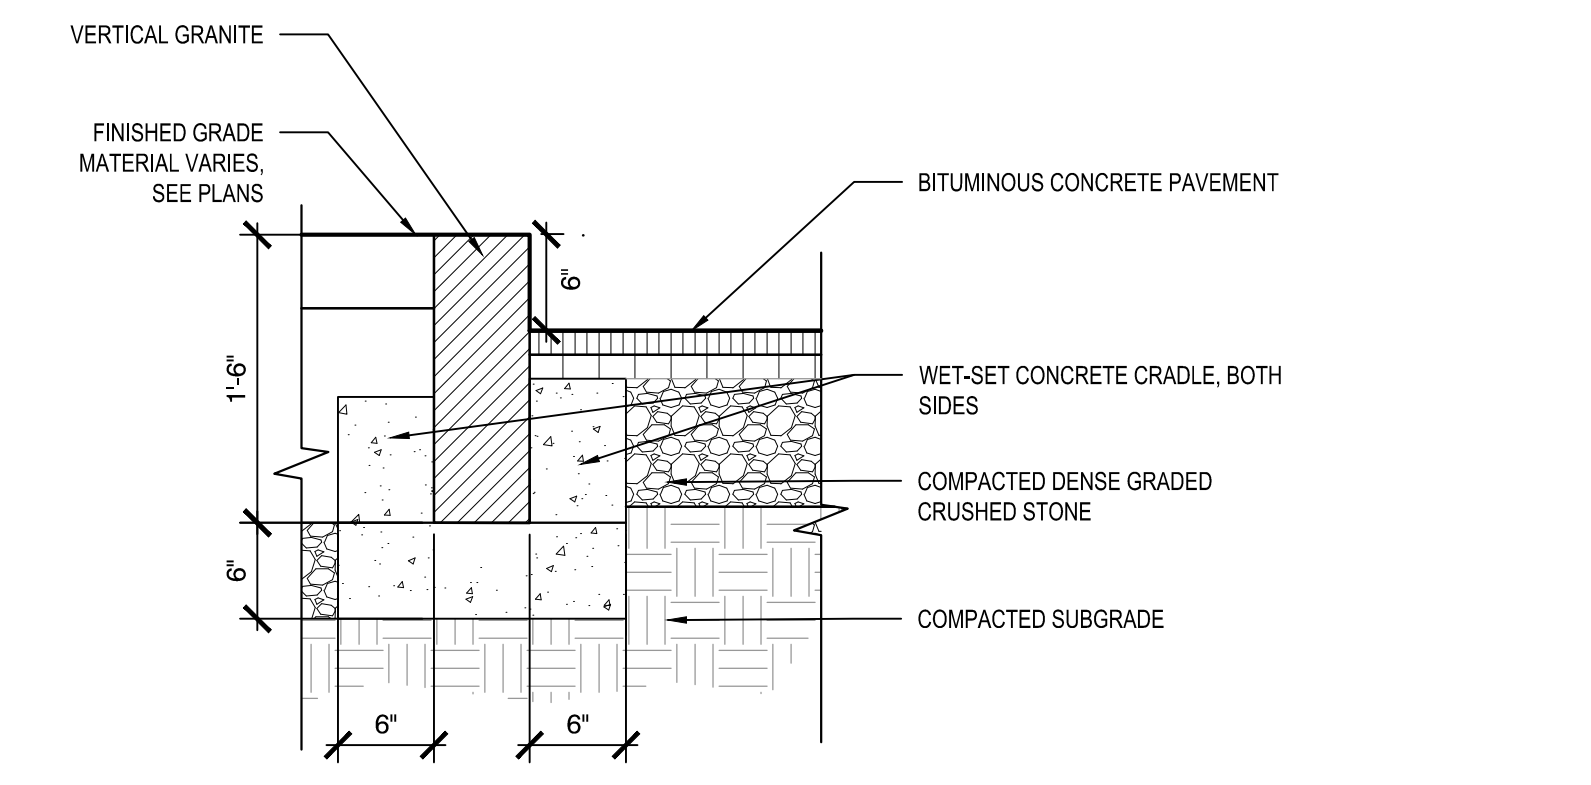 VERTICAL GRANITE
FINISHED GRADE
MATERIAL VARIES,
SEE PLANS
BITUMINOUS CONCRETE PAVEMENT
6"
1'-6"
WET-SET CONCRETE CRADLE, BOTH
SIDES
COMPACTED DENSE GRADED
CRUSHED STONE
6"
COMPACTED SUBGRADE
6"
6"